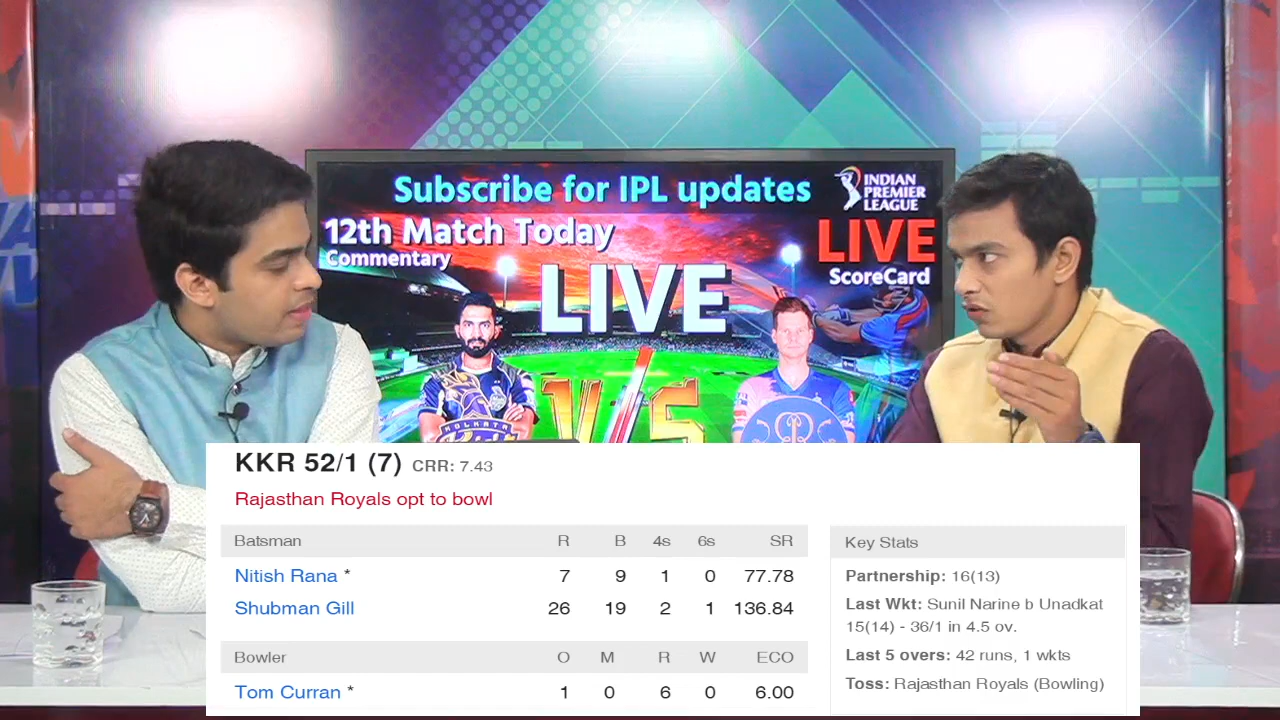 Subscribe for IPL updates
INDIAN
PREMIER
LEAGUE
12th Match Today
Commentary
LIVE
LIVE
ScoreCard
VS
KOLKATA
KKR 52/1 (7) CRR: 7.43
Rajasthan Royals opt to bowl
Batsman R B 4s 6s SR
Nitish Rana * 7 9 1 0 77.78
Shubman Gill 26 19 2 1 136.84
Bowler O M R W ECO
Tom Curran * 1 0 6 0 6.00
Key Stats
Partnership: 16(13)
Last Wkt: Sunil Narine b Unadkat
15(14) - 36/1 in 4.5 ov.
Last 5 overs: 42 runs, 1 wkts
Toss: Rajasthan Royals (Bowling)